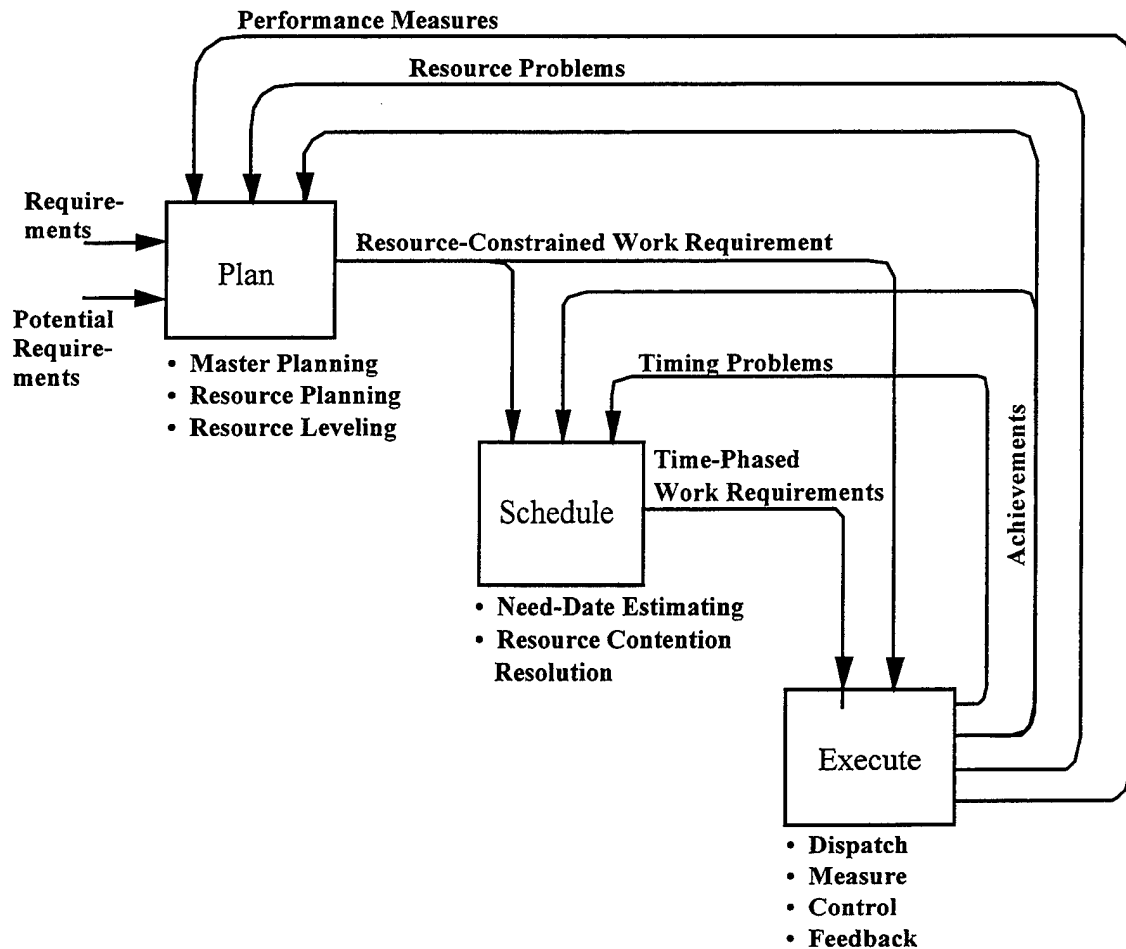 Performance Measures
Resource Problems
Require-
ments
Plan
Resource-Constrained Work Requirement
Potential
Require-
ments
• Master Planning
• Resource Planning
• Resource Leveling
Timing Problems
Achievements
Schedule
Time-Phased
Work Requirements
• Need-Date Estimating
• Resource Contention
Resolution
Execute
• Dispatch
• Measure
• Control
• Feedback